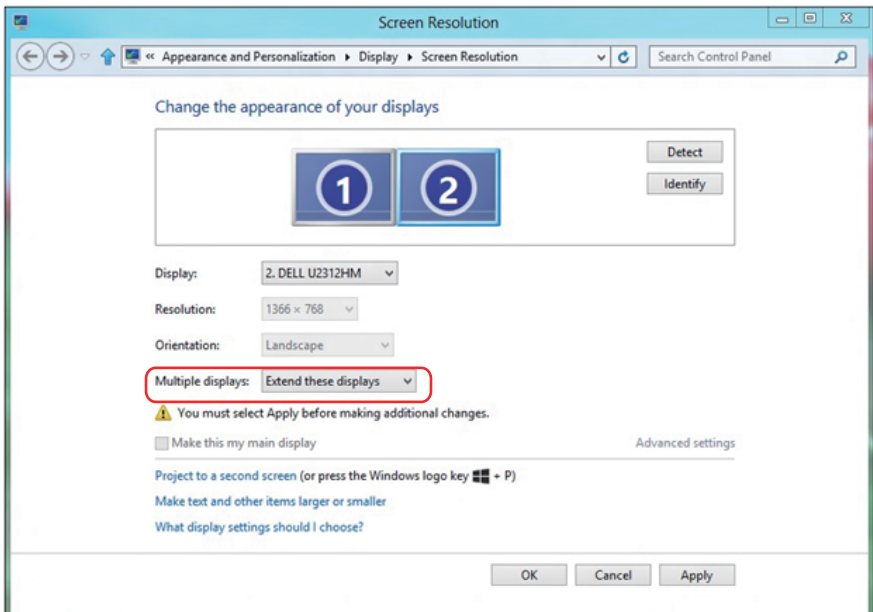 Screen Resolution
« Appearance and Personalization Display Screen Resolution Search Control Panel
Change the appearance of your displays
1 2
Detect
Identify
Display: 2. DELL U2312HM
Resolution: 1366 × 768
Orientation: Landscape
Multiple displays: Extend these displays
You must select Apply before making additional changes.
Make this my main display Advanced settings
Project to a second screen (or press the Windows logo key + P)
Make text and other items larger or smaller
What display settings should I choose?
OK Cancel Apply